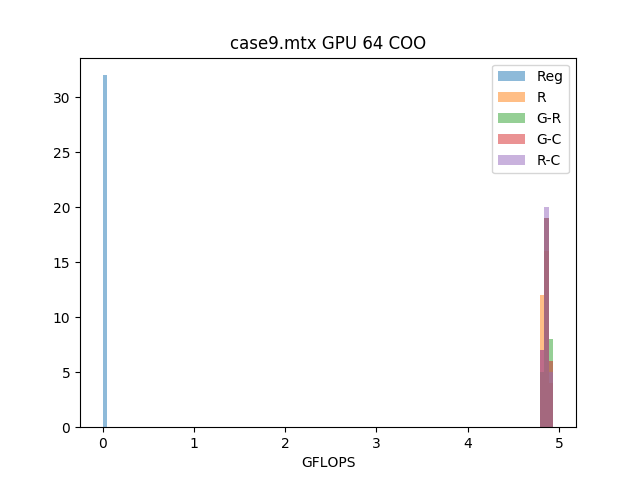 case9.mtx GPU 64 COO
Reg
R
G-R
G-C
R-C
30
25
20
15
10
5
0
0 1 2 3 4 5
GFLOPS